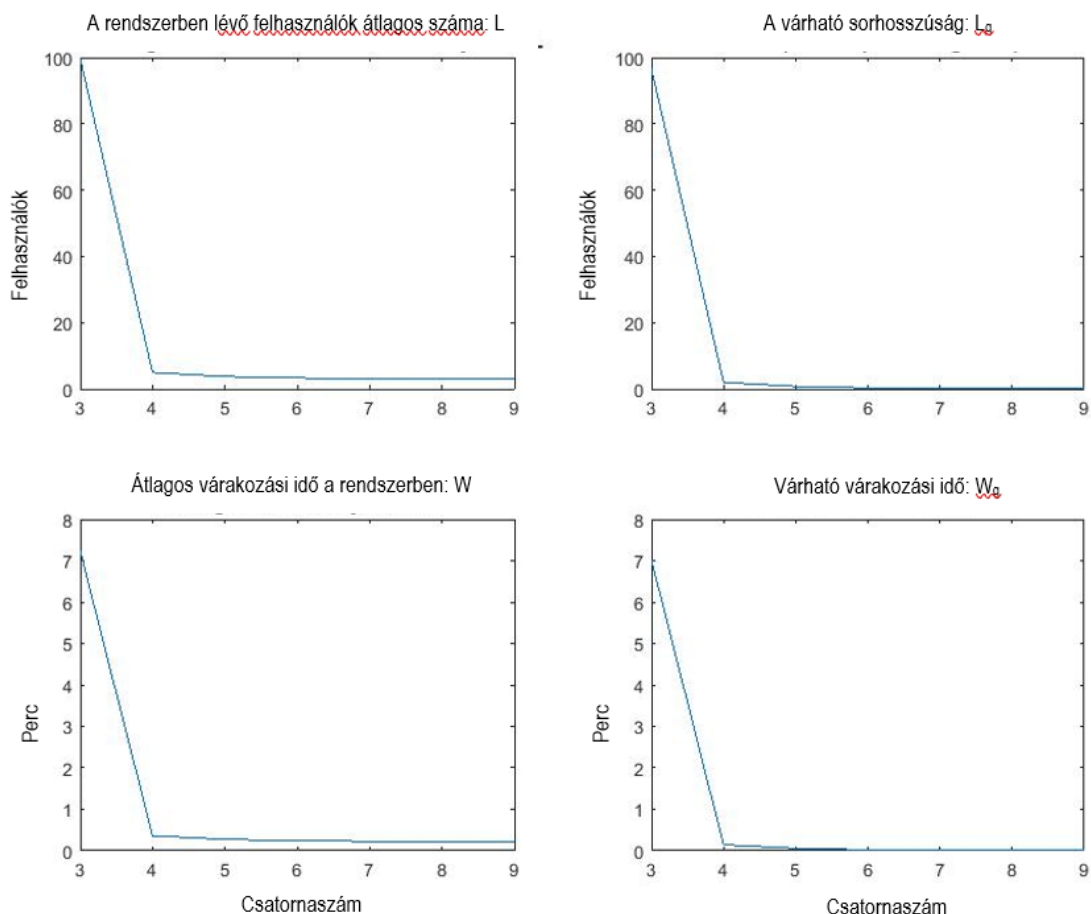 A rendszerben lévő felhasználók átlagos száma: L
100
80
60
40
20
0
Felhasználók
3 4 5 6 7 8 9
A várható sorhosszúság: Lq
100
80
60
40
20
0
Felhasználók
3 4 5 6 7 8 9
Átlagos várakozási idő a rendszerben: W
8
7
6
5
4
3
2
1
0
Perc
3 4 5 6 7 8 9
Csatornaszám
Várható várakozási idő: Wq
8
7
6
5
4
3
2
1
0
Perc
3 4 5 6 7 8 9
Csatornaszám